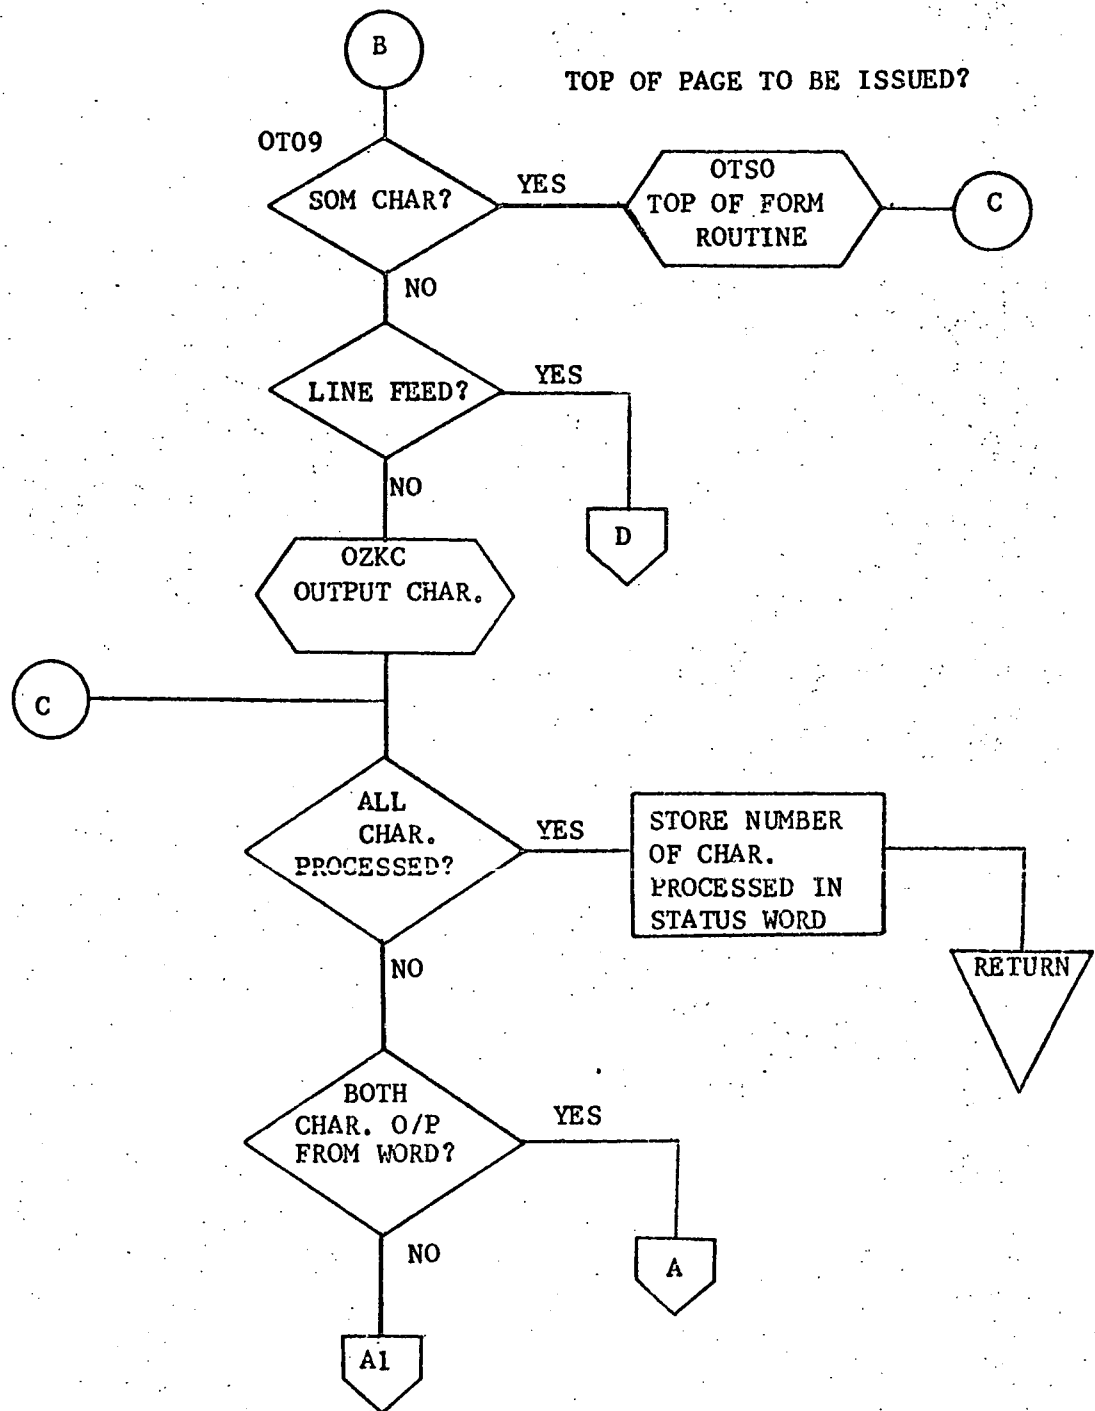 B
TOP OF PAGE TO BE ISSUED?
OT09
SOM CHAR?
YES
OTSO
TOP OF FORM
ROUTINE
C
NO
LINE FEED?
YES
D
NO
OZKC
OUTPUT CHAR.
C
ALL
CHAR.
PROCESSED?
YES
STORE NUMBER
OF CHAR.
PROCESSED IN
STATUS WORD
RETURN
NO
BOTH
CHAR. O/P
FROM WORD?
YES
A
NO
A1